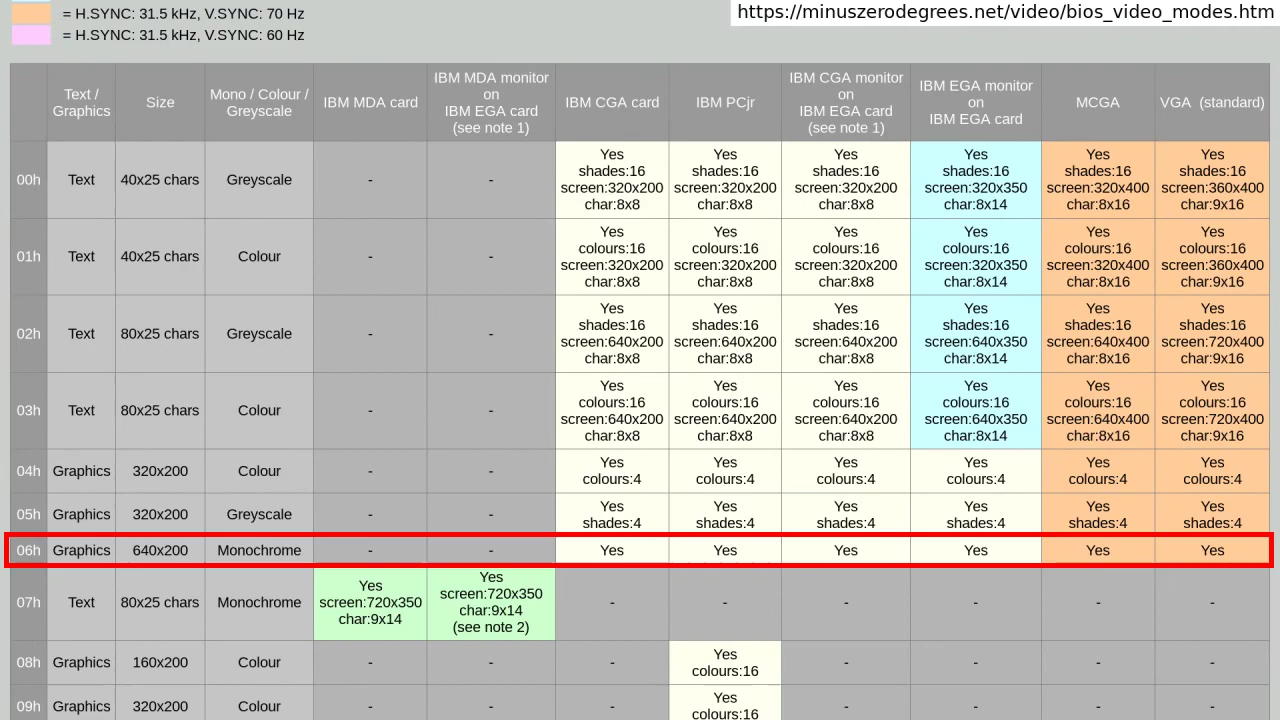 = H.SYNC: 31.5 kHz, V.SYNC: 70 Hz
https://minuszerodegrees.net/video/bios_video_modes.htm
= H.SYNC: 31.5 kHz, V.SYNC: 60 Hz
Text / Graphics Size Mono / Colour / Greyscale IBM MDA card IBM MDA monitor on IBM EGA card (see note 1) IBM CGA card IBM PCjr IBM CGA monitor on IBM EGA card (see note 1) IBM EGA monitor on IBM EGA card MCGA VGA (standard)
00h Text 40x25 chars Greyscale - - Yes shades:16 screen:320x200 char:8x8 Yes shades:16 screen:320x200 char:8x8 Yes shades:16 screen:320x200 char:8x8 Yes shades:16 screen:320x350 char:8x14 Yes shades:16 screen:320x400 char:8x16 Yes shades:16 screen:360x400 char:9x16
01h Text 40x25 chars Colour - - Yes colours:16 screen:320x200 char:8x8 Yes colours:16 screen:320x200 char:8x8 Yes colours:16 screen:320x200 char:8x8 Yes colours:16 screen:320x350 char:8x14 Yes colours:16 screen:320x400 char:8x16 Yes colours:16 screen:360x400 char:9x16
02h Text 80x25 chars Greyscale - - Yes shades:16 screen:640x200 char:8x8 Yes shades:16 screen:640x200 char:8x8 Yes shades:16 screen:640x200 char:8x8 Yes shades:16 screen:640x350 char:8x14 Yes shades:16 screen:640x400 char:8x16 Yes shades:16 screen:720x400 char:9x16
03h Text 80x25 chars Colour - - Yes colours:16 screen:640x200 char:8x8 Yes colours:16 screen:640x200 char:8x8 Yes colours:16 screen:640x200 char:8x8 Yes colours:16 screen:640x350 char:8x14 Yes colours:16 screen:640x400 char:8x16 Yes colours:16 screen:720x400 char:9x16
04h Graphics 320x200 Colour - - Yes colours:4 Yes colours:4 Yes colours:4 Yes colours:4 Yes colours:4 Yes colours:4
05h Graphics 320x200 Greyscale - - Yes shades:4 Yes shades:4 Yes shades:4 Yes shades:4 Yes shades:4 Yes shades:4
06h Graphics 640x200 Monochrome - - Yes Yes Yes Yes Yes Yes
07h Text 80x25 chars Monochrome Yes screen:720x350 char:9x14 Yes screen:720x350 char:9x14 (see note 2) - - - - - -
08h Graphics 160x200 Colour - - - Yes colours:16 - - - -
09h Graphics 320x200 Colour - - - Yes colours:16 - - - -